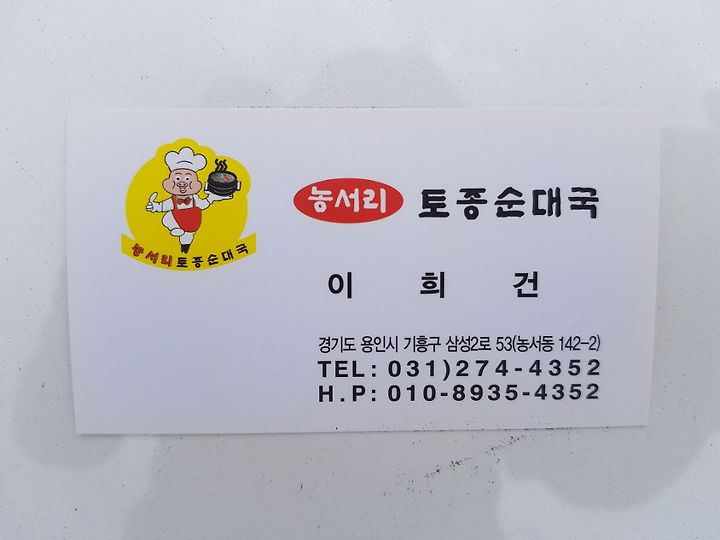 농서리토종순대국
농서리 토종순대국
이 희 건
경기도 용인시 기흥구 삼성2로 53(농서동 142-2)
TEL: 031)274-4352
H.P: 010-8935-4352